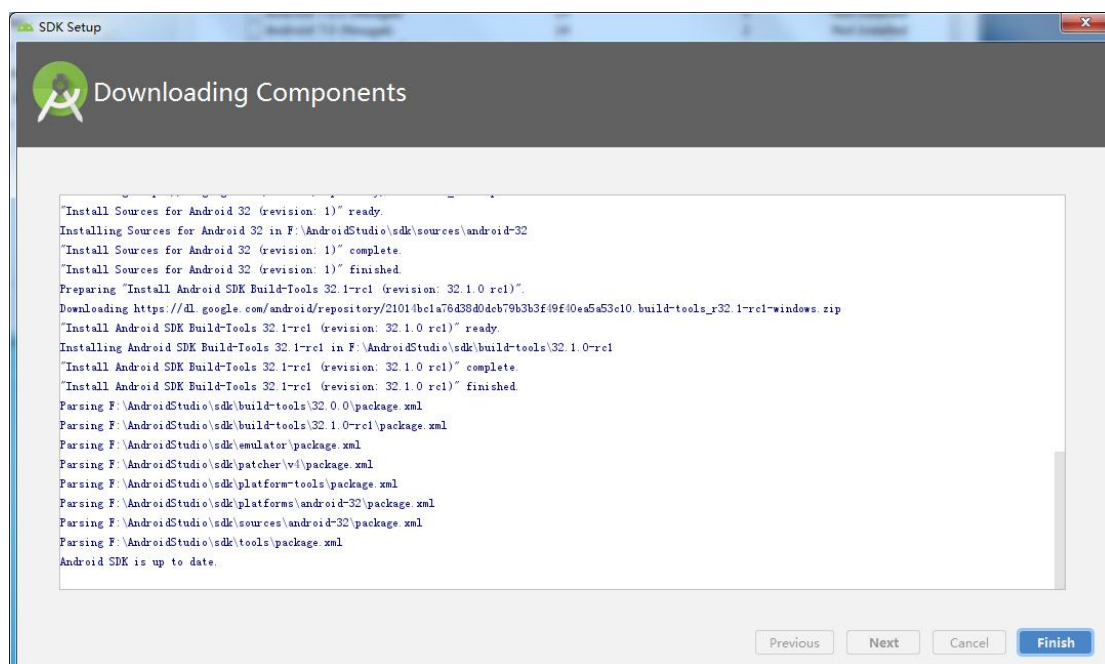 SDK Setup
Downloading Components
"Install Sources for Android 32 (revision: 1)" ready.
Installing Sources for Android 32 in F:\AndroidStudio\sdk\sources\android-32
"Install Sources for Android 32 (revision: 1)" complete.
"Install Sources for Android 32 (revision: 1)" finished.
Preparing "Install Android SDK Build-Tools 32.1-rc1 (revision: 32.1.0 rc1)".
Downloading https://dl.google.com/android/repository/21014bc1a76d38d0dcb79b3b3f49f40ea5a53c10.build-tools_r32.1-rc1-windows.zip
"Install Android SDK Build-Tools 32.1-rc1 (revision: 32.1.0 rc1)" ready.
Installing Android SDK Build-Tools 32.1-rc1 in F:\AndroidStudio\sdk\build-tools\32.1.0-rc1
"Install Android SDK Build-Tools 32.1-rc1 (revision: 32.1.0 rc1)" complete.
"Install Android SDK Build-Tools 32.1-rc1 (revision: 32.1.0 rc1)" finished.
Parsing F:\AndroidStudio\sdk\build-tools\32.0.0\package.xml
Parsing F:\AndroidStudio\sdk\build-tools\32.1.0-rc1\package.xml
Parsing F:\AndroidStudio\sdk\emulator\package.xml
Parsing F:\AndroidStudio\sdk\patcher\v4\package.xml
Parsing F:\AndroidStudio\sdk\platform-tools\package.xml
Parsing F:\AndroidStudio\sdk\platforms\android-32\package.xml
Parsing F:\AndroidStudio\sdk\sources\android-32\package.xml
Parsing F:\AndroidStudio\sdk\tools\package.xml
Android SDK is up to date.
Previous Next Cancel Finish